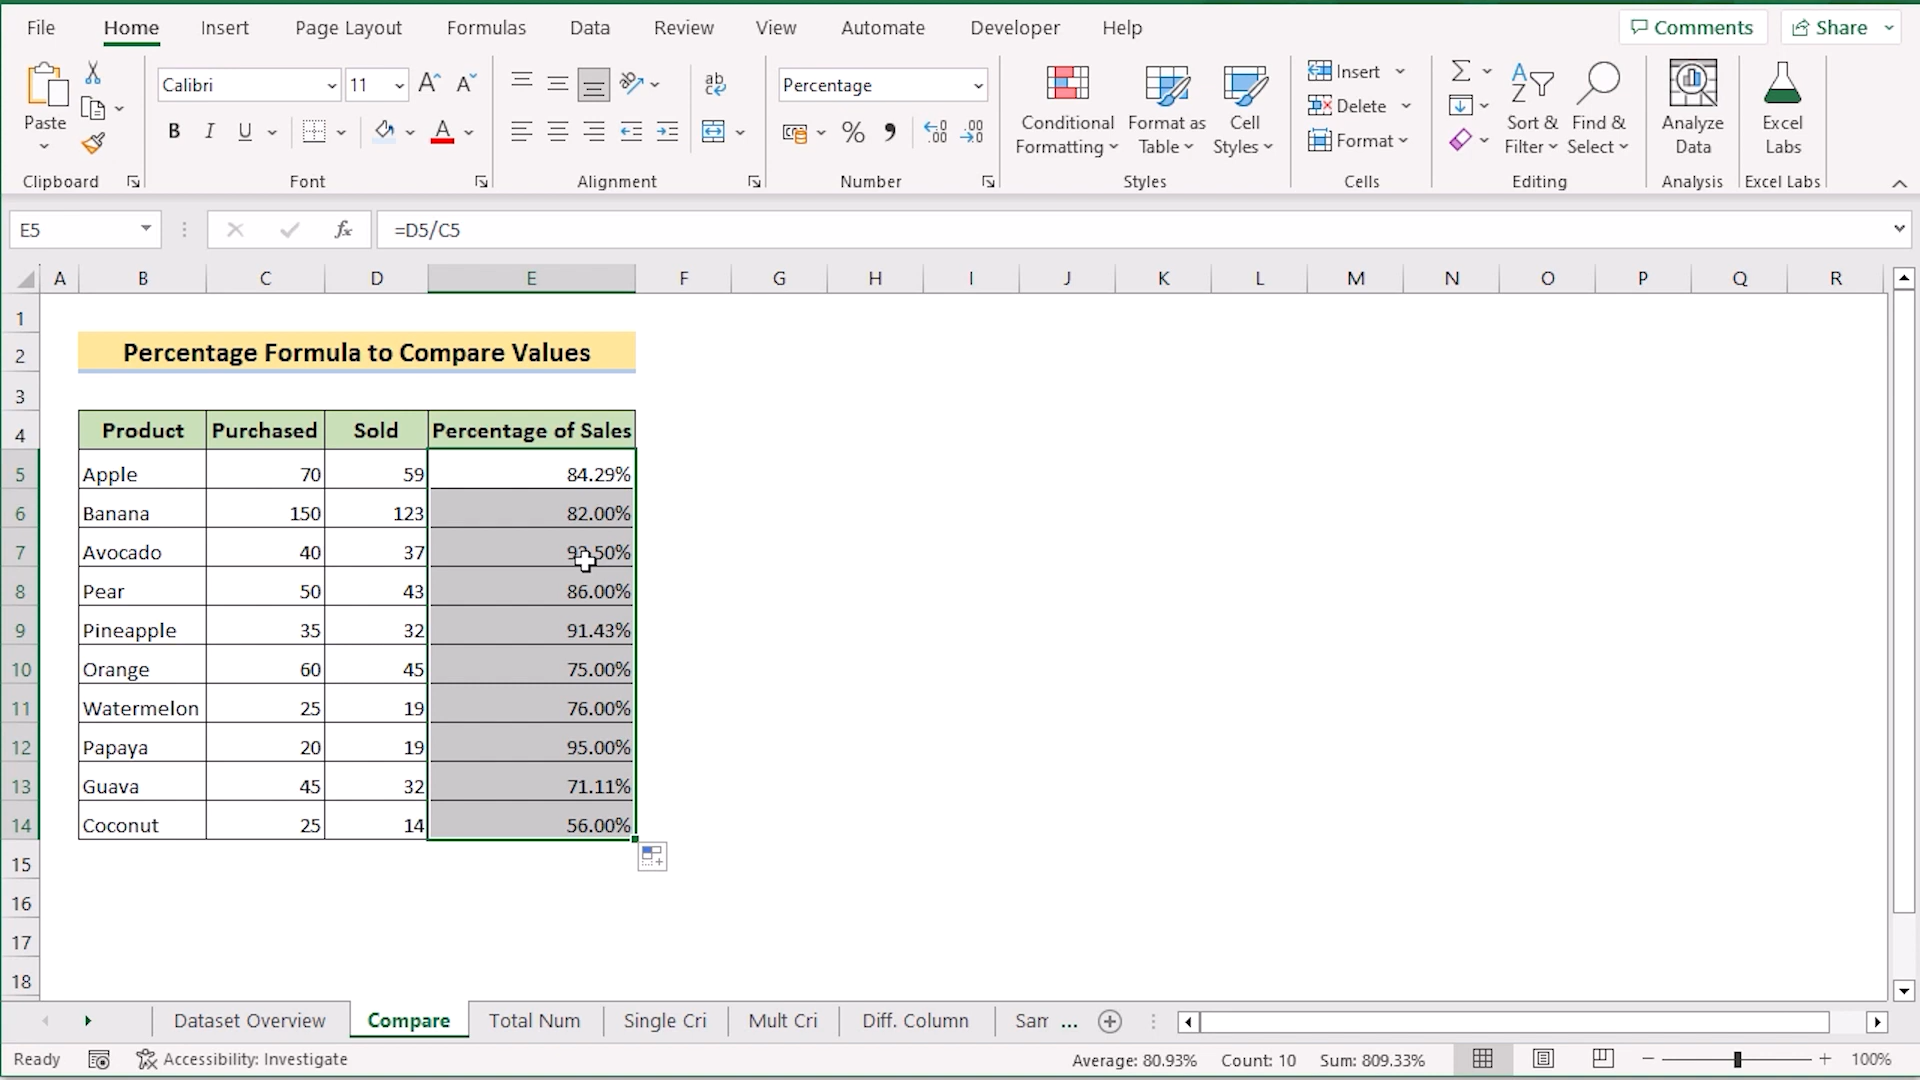 File Home Insert Page Layout Formulas Data Review View Automate Developer Help Comments Share
Paste
Clipboard
Calibri 11
B I U A
Font
ab
Alignment
Percentage
% 9
Number
Conditional Formatting
Format as Table
Cell Styles
Styles
Insert
Delete
Format
Cells
Sort & Filter
Find & Select
Editing
Analyze Data
Analysis
Excel Labs
Excel Labs
E5 fx =D5/C5
A B C D E F G H I J K L M N O P Q R
1
2 Percentage Formula to Compare Values
3
4 Product Purchased Sold Percentage of Sales
5 Apple 70 59 84.29%
6 Banana 150 123 82.00%
7 Avocado 40 37 92.50%
8 Pear 50 43 86.00%
9 Pineapple 35 32 91.43%
10 Orange 60 45 75.00%
11 Watermelon 25 19 76.00%
12 Papaya 20 19 95.00%
13 Guava 45 32 71.11%
14 Coconut 25 14 56.00%
15
16
17
18
Dataset Overview Compare Total Num Single Cri Mult Cri Diff. Column Sam ...
Ready Accessibility: Investigate Average: 80.93% Count: 10 Sum: 809.33% 100%